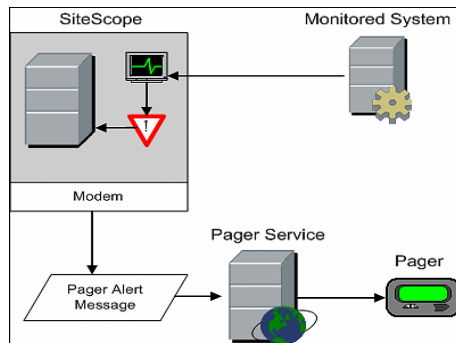 SiteScope
Monitored System
!
Modem
Pager Service
Pager
Pager Alert
Message